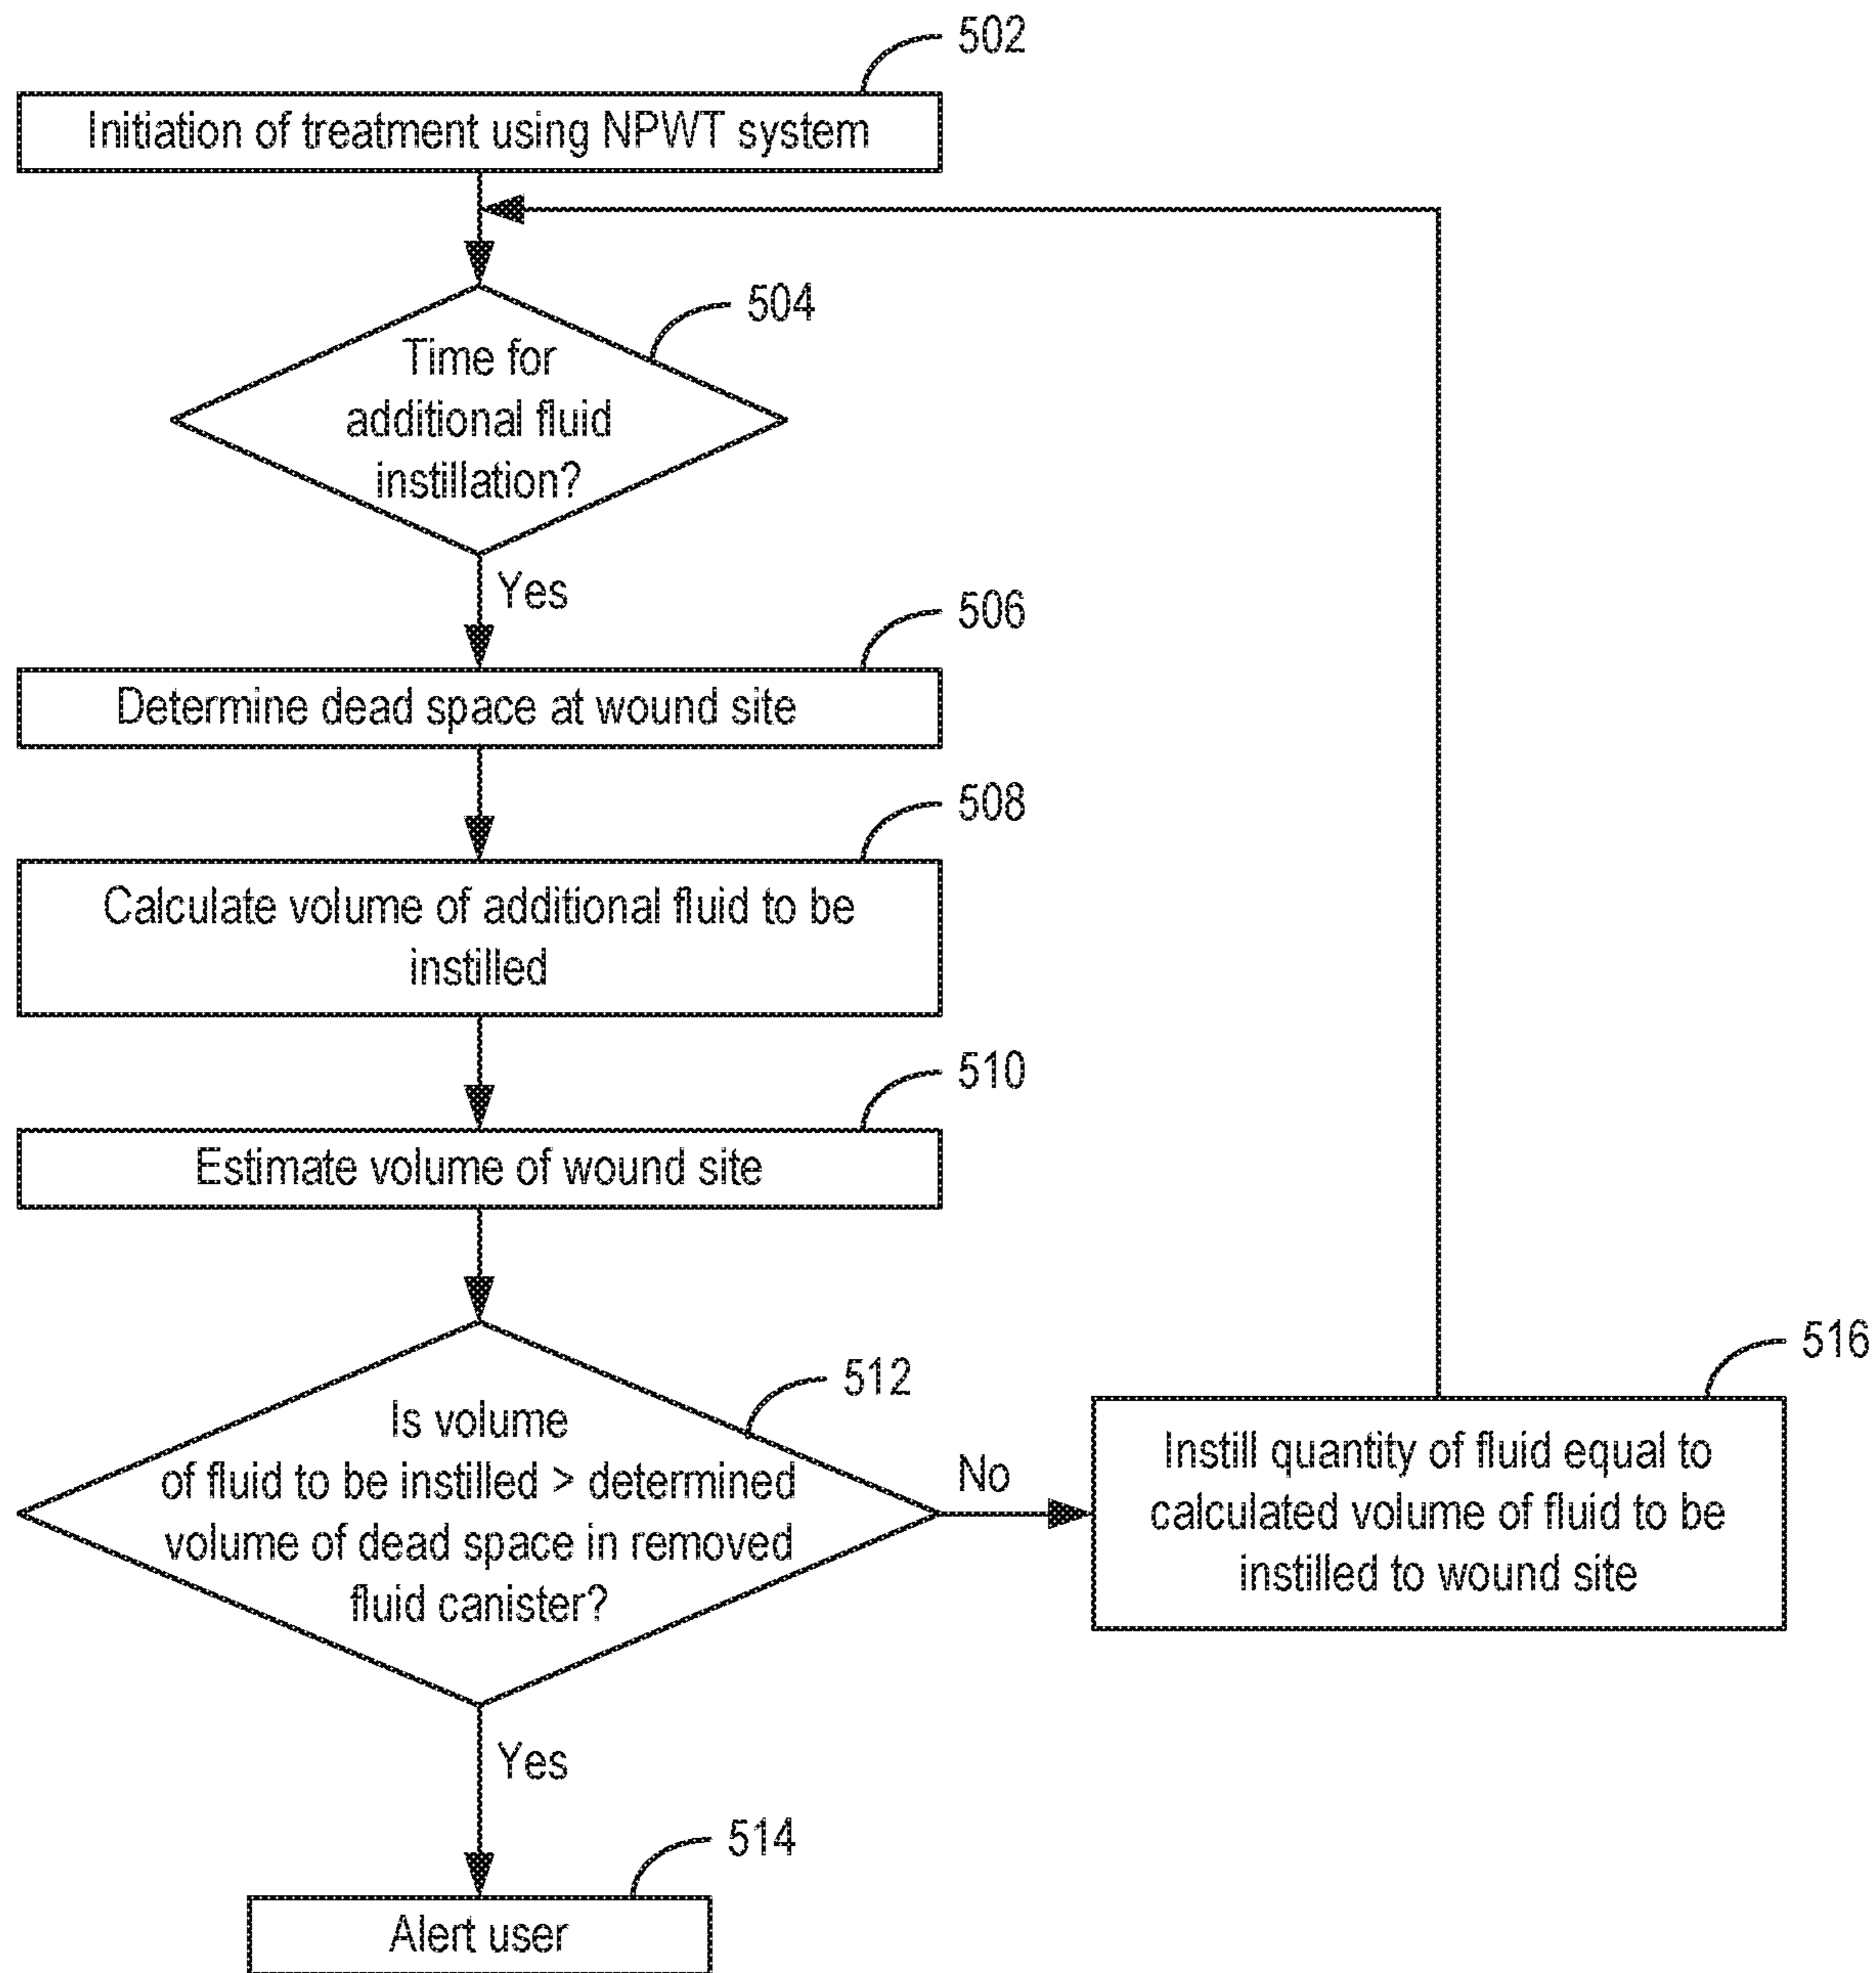 502
Initiation of treatment using NPWT system
504
Time for
additional fluid
instillation?
Yes
506
Determine dead space at wound site
508
Calculate volume of additional fluid to be
instilled
510
Estimate volume of wound site
512
Is volume
of fluid to be instilled > determined
volume of dead space in removed
fluid canister?
No
516
Instill quantity of fluid equal to
calculated volume of fluid to be
instilled to wound site
Yes
514
Alert user